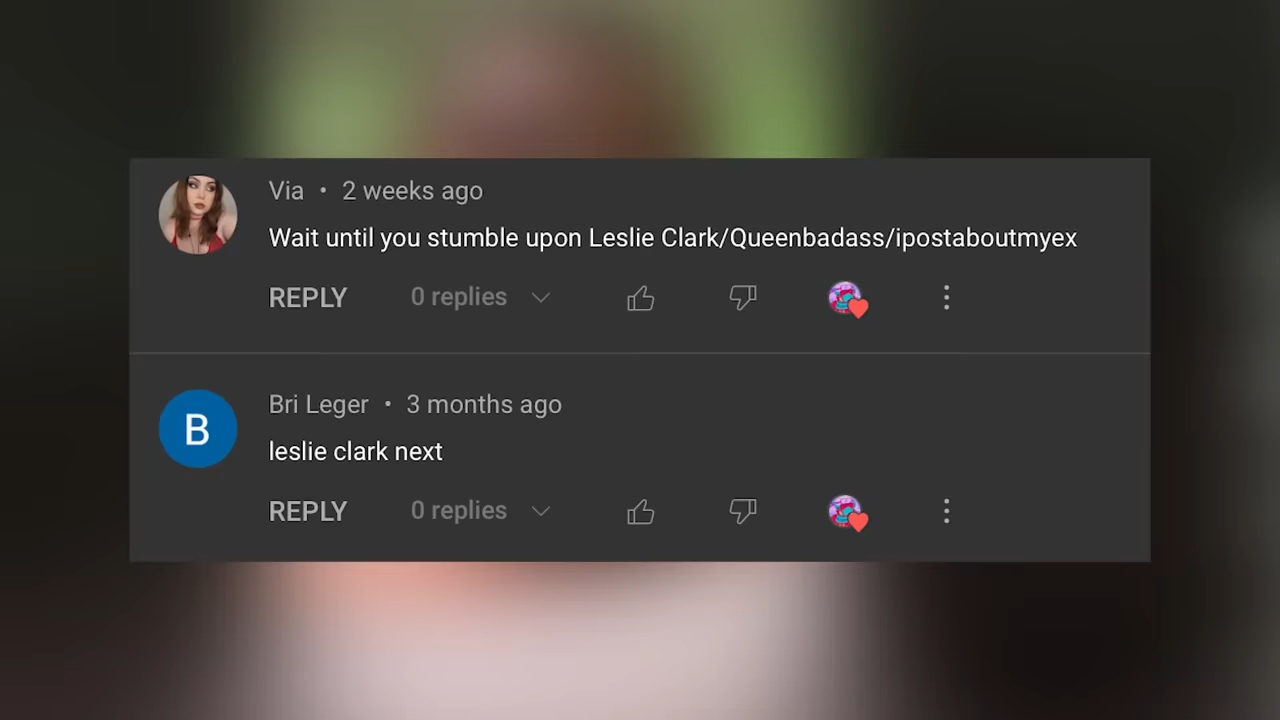 Via • 2 weeks ago
Wait until you stumble upon Leslie Clark/Queenbadass/ipostaboutmyex
REPLY 0 replies
B
Bri Leger • 3 months ago
leslie clark next
REPLY 0 replies